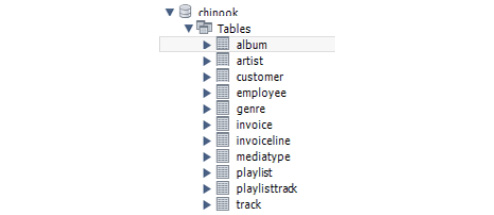 chinook
Tables
album
artist
customer
employee
genre
invoice
invoiceline
mediatype
playlist
playlisttrack
track